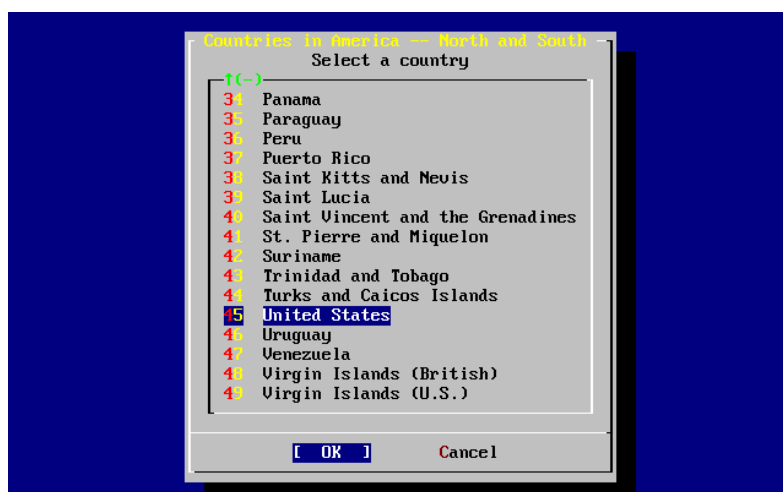 Countries in America -- North and South
Select a country
↑(-)
34 Panama
35 Paraguay
36 Peru
37 Puerto Rico
38 Saint Kitts and Nevis
39 Saint Lucia
40 Saint Vincent and the Grenadines
41 St. Pierre and Miquelon
42 Suriname
43 Trinidad and Tobago
44 Turks and Caicos Islands
45 United States
46 Uruguay
47 Venezuela
48 Virgin Islands (British)
49 Virgin Islands (U.S.)
[ OK ] Cancel